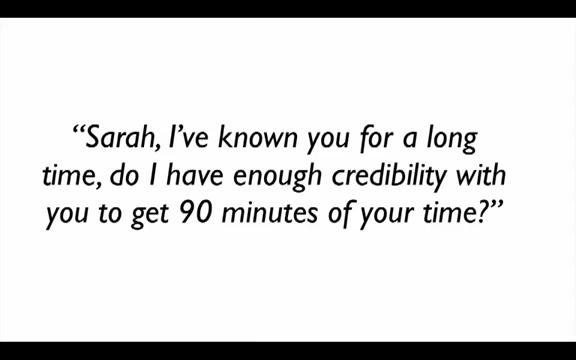 “Sarah, I’ve known you for a long
time, do I have enough credibility with
you to get 90 minutes of your time?”